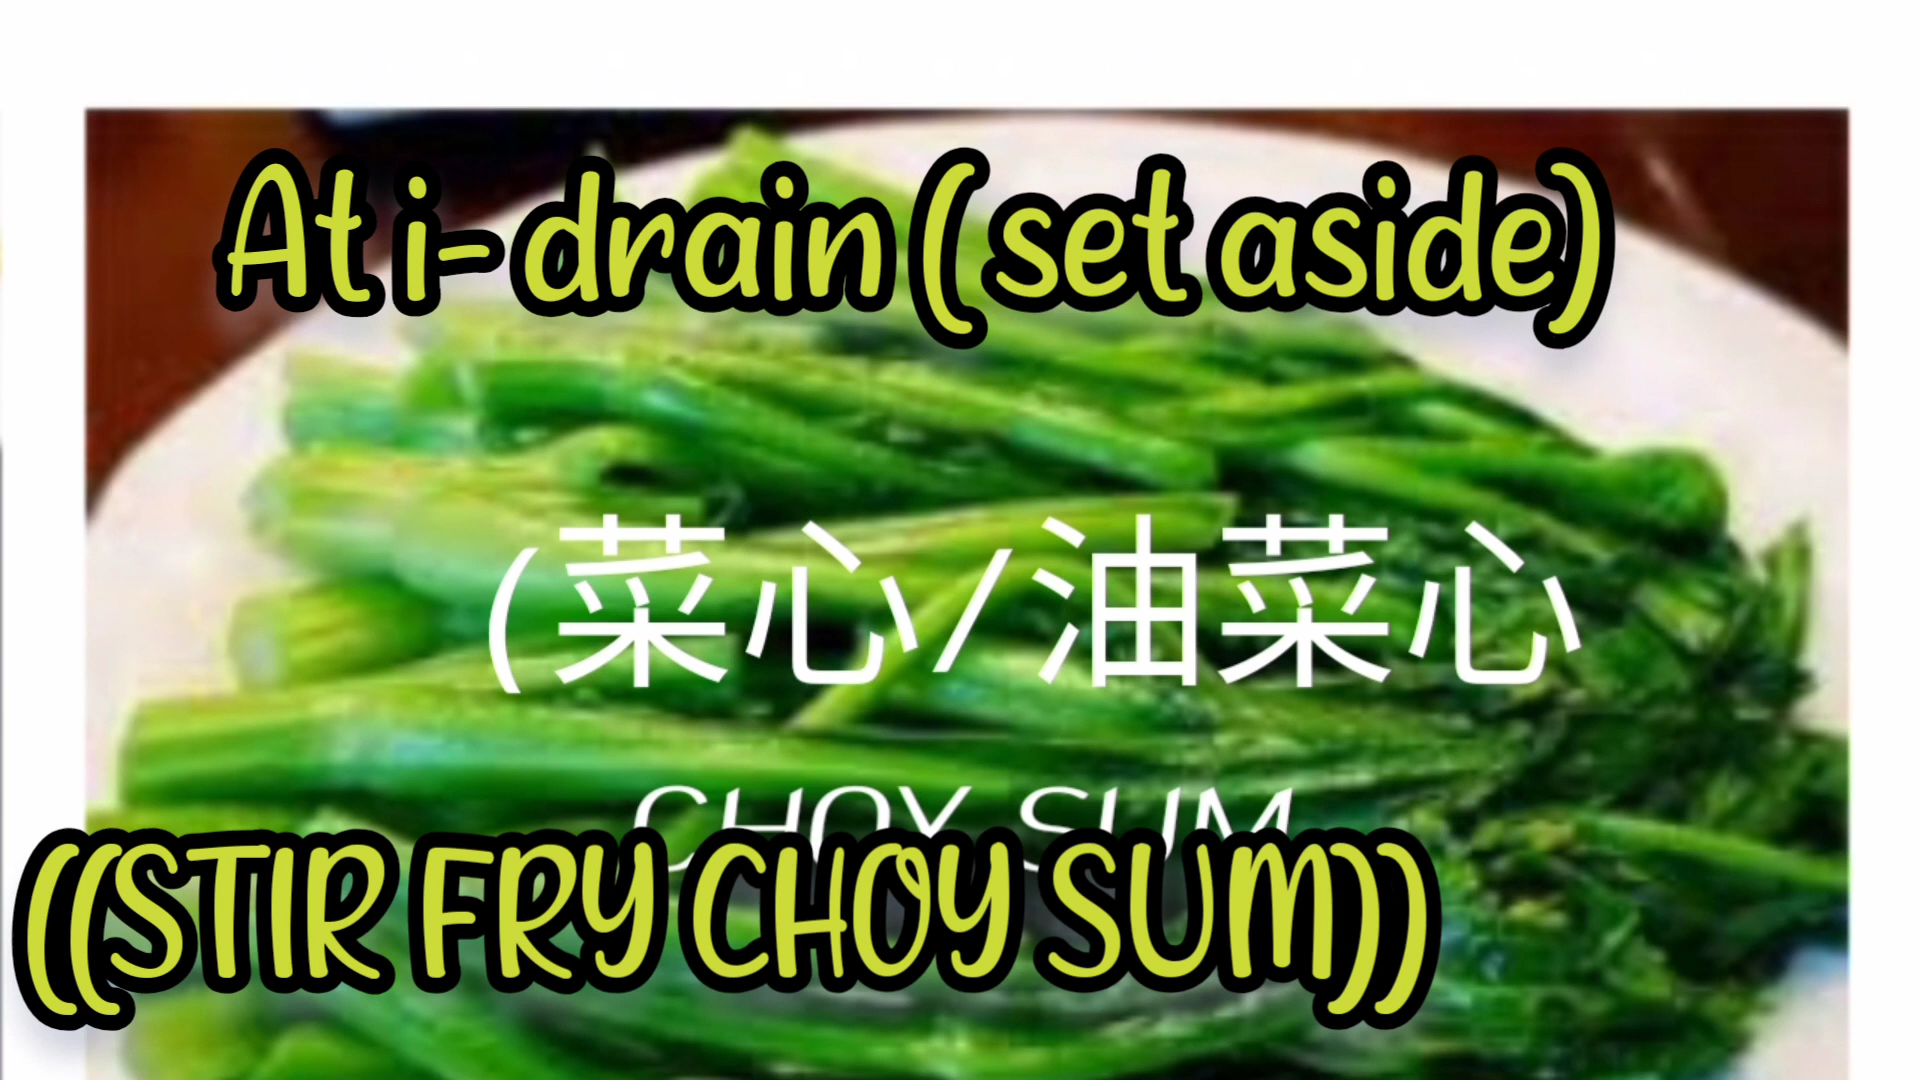 At i-drain ( set aside)
(菜心/油菜心
CHOY SUM
((STIR FRY CHOY SUM))